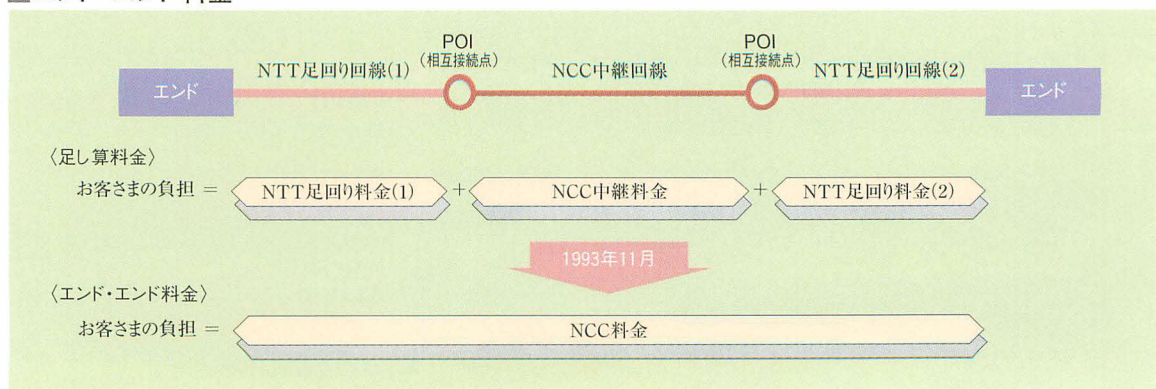 POI
(相互接続点)
POI
(相互接続点)
エンド
NTT足回り回線(1)
NCC中継回線
NTT足回り回線(2)
エンド
〈足し算料金〉
お客さまの負担 =
NTT足回り料金(1)
+
NCC中継料金
+
NTT足回り料金(2)
1993年11月
〈エンド・エンド料金〉
お客さまの負担 =
NCC料金